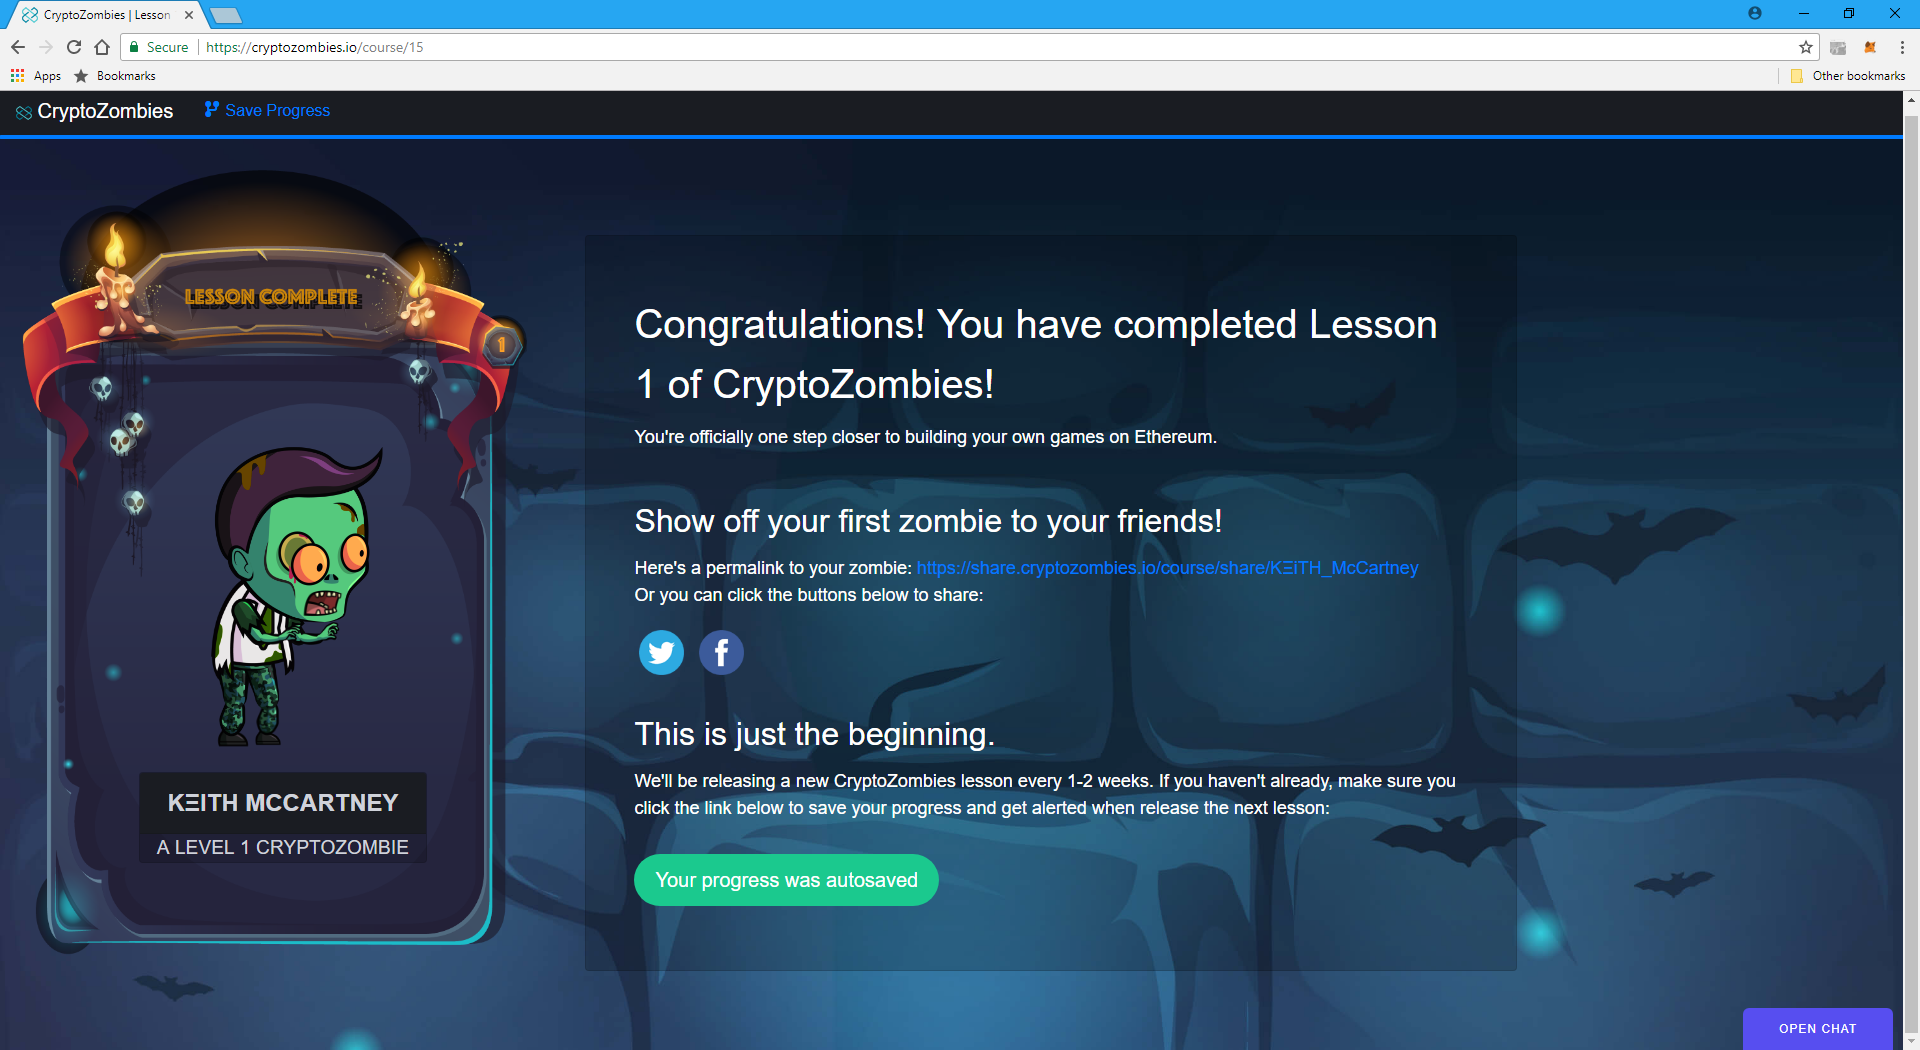 CryptoZombies | Lesson
Secure
https://cryptozombies.io/course/15
Apps
Bookmarks
Other bookmarks
CryptoZombies
Save Progress
LESSON COMPLETE
1
KΞITH MCCARTNEY
A LEVEL 1 CRYPTOZOMBIE
Congratulations! You have completed Lesson
1 of CryptoZombies!
You're officially one step closer to building your own games on Ethereum.
Show off your first zombie to your friends!
Here's a permalink to your zombie: https://share.cryptozombies.io/course/share/KΞiTH_McCartney
Or you can click the buttons below to share:
This is just the beginning.
We'll be releasing a new CryptoZombies lesson every 1-2 weeks. If you haven't already, make sure you
click the link below to save your progress and get alerted when release the next lesson:
Your progress was autosaved
OPEN CHAT